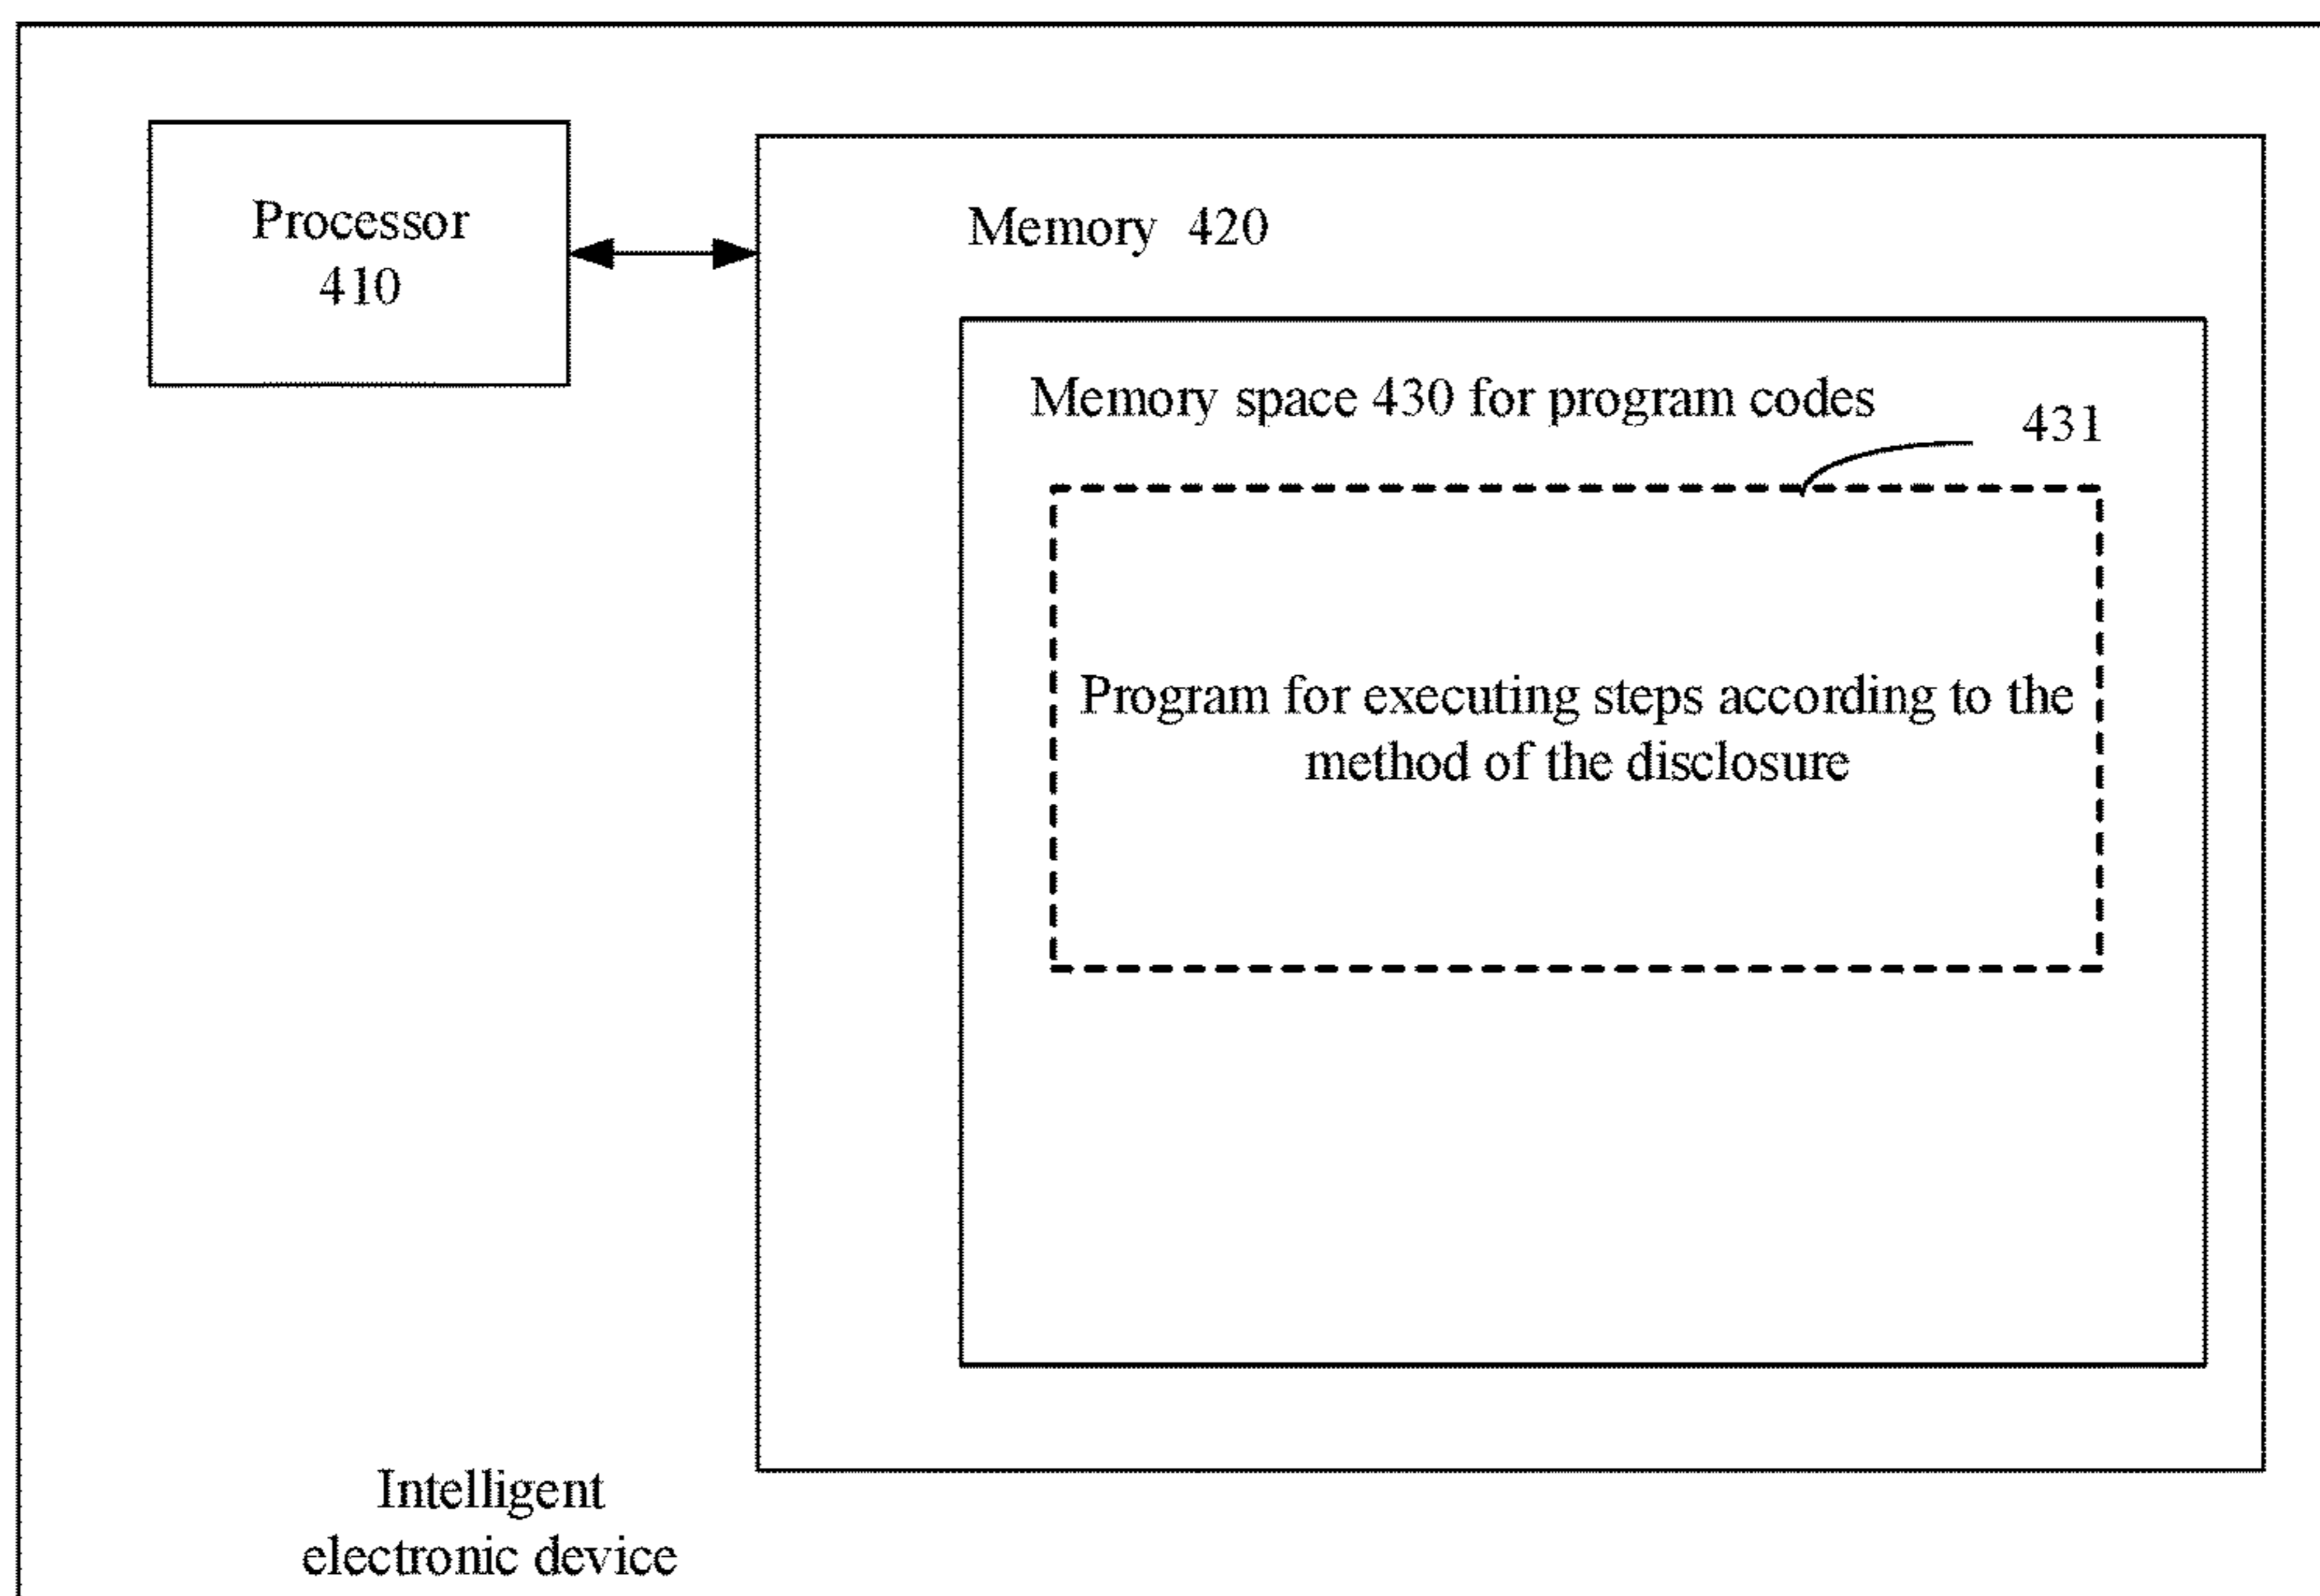 Processor
410
Memory 420
Memory space 430 for program codes
431
Program for executing steps according to the
method of the disclosure
Intelligent
electronic device